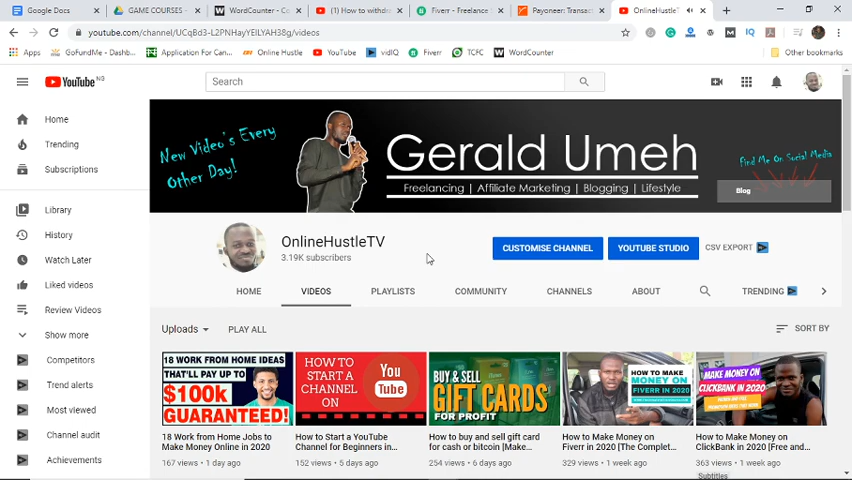 Google Docs
GAME COURSES -
WordCounter - Co
(1) How to withd
Fiverr - Freelance
Payoneer: Transac
OnlineHustleT
youtube.com/channel/UCq8d3-L2PNHayYEILYAH38g/videos
Apps
GoFundMe - Dashb...
Application For Can...
Online Hustle
YouTube
vidIQ
Fiverr
TCFC
WordCounter
Other bookmarks
YouTube NG
Search
Home
Trending
Subscriptions
Library
History
Watch Later
Liked videos
Review Videos
Show more
Competitors
Trend alerts
Most viewed
Channel audit
Achievements
New Video's Every
Other Day!
Gerald Umeh
Freelancing | Affiliate Marketing | Blogging | Lifestyle
Find Me On Social Media
Blog
OnlineHustleTV
3.19K subscribers
CUSTOMISE CHANNEL
YOUTUBE STUDIO
CSV EXPORT
HOME
VIDEOS
PLAYLISTS
COMMUNITY
CHANNELS
ABOUT
TRENDING
Uploads
PLAY ALL
SORT BY
18 WORK FROM HOME IDEAS
THAT'LL PAY UP TO
$100k
GUARANTEED!
18 Work from Home Jobs to
Make Money Online in 2020
167 views • 1 day ago
HOW TO
START A
CHANNEL
ON
You
Tube
How to Start a YouTube
Channel for Beginners in...
152 views • 5 days ago
BUY & SELL
GIFT CARDS
FOR PROFIT
How to buy and sell gift card
for cash or bitcoin [Make...
254 views • 6 days ago
HOW TO MAKE
MONEY ON
FIVERR IN 2020
How to Make Money on
Fiverr in 2020 [The Complet...
329 views • 1 week ago
MAKE MONEY ON
CLICKBANK IN 2020
How to Make Money on
ClickBank in 2020 [Free and...
363 views • 1 week ago
Subtitles